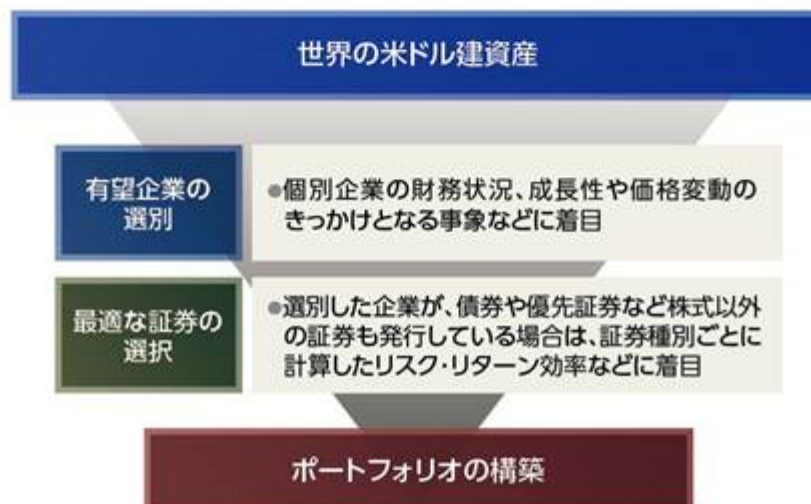 世界の米ドル建資産
有望企業の
選別
●個別企業の財務状況、成長性や価格変動の
きっかけとなる事象などに着目
最適な証券の
選択
●選別した企業が、債券や優先証券など株式以外
の証券も発行している場合は、証券種別ごとに
計算したリスク・リターン効率などに着目
ポートフォリオの構築